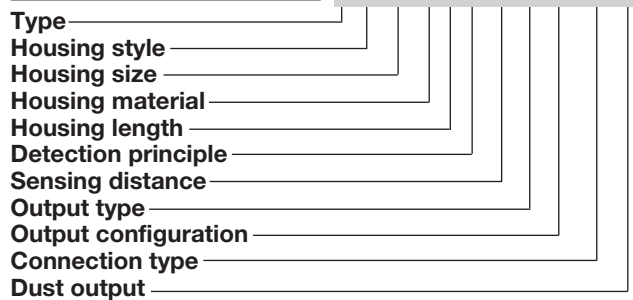 Type
Housing style
Housing size
Housing material
Housing length
Detection principle
Sensing distance
Output type
Output configuration
Connection type
Dust output